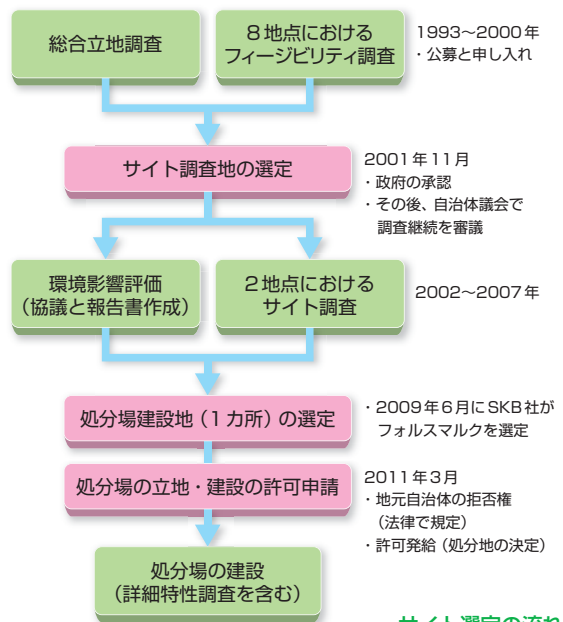 総合立地調査
8地点における
フィージビリティ調査
1993〜2000年
・公募と申し入れ
サイト調査地の選定
2001年11月
・政府の承認
・その後、自治体議会で
調査継続を審議
環境影響評価
（協議と報告書作成）
2地点における
サイト調査
2002〜2007年
処分場建設地（1カ所）の選定
・2009年6月にSKB社が
フォルスマルクを選定
処分場の立地・建設の許可申請
2011年3月
・地元自治体の拒否権
（法律で規定）
・許可発給（処分地の決定）
処分場の建設
（詳細特性調査を含む）
サイト選定の流れ